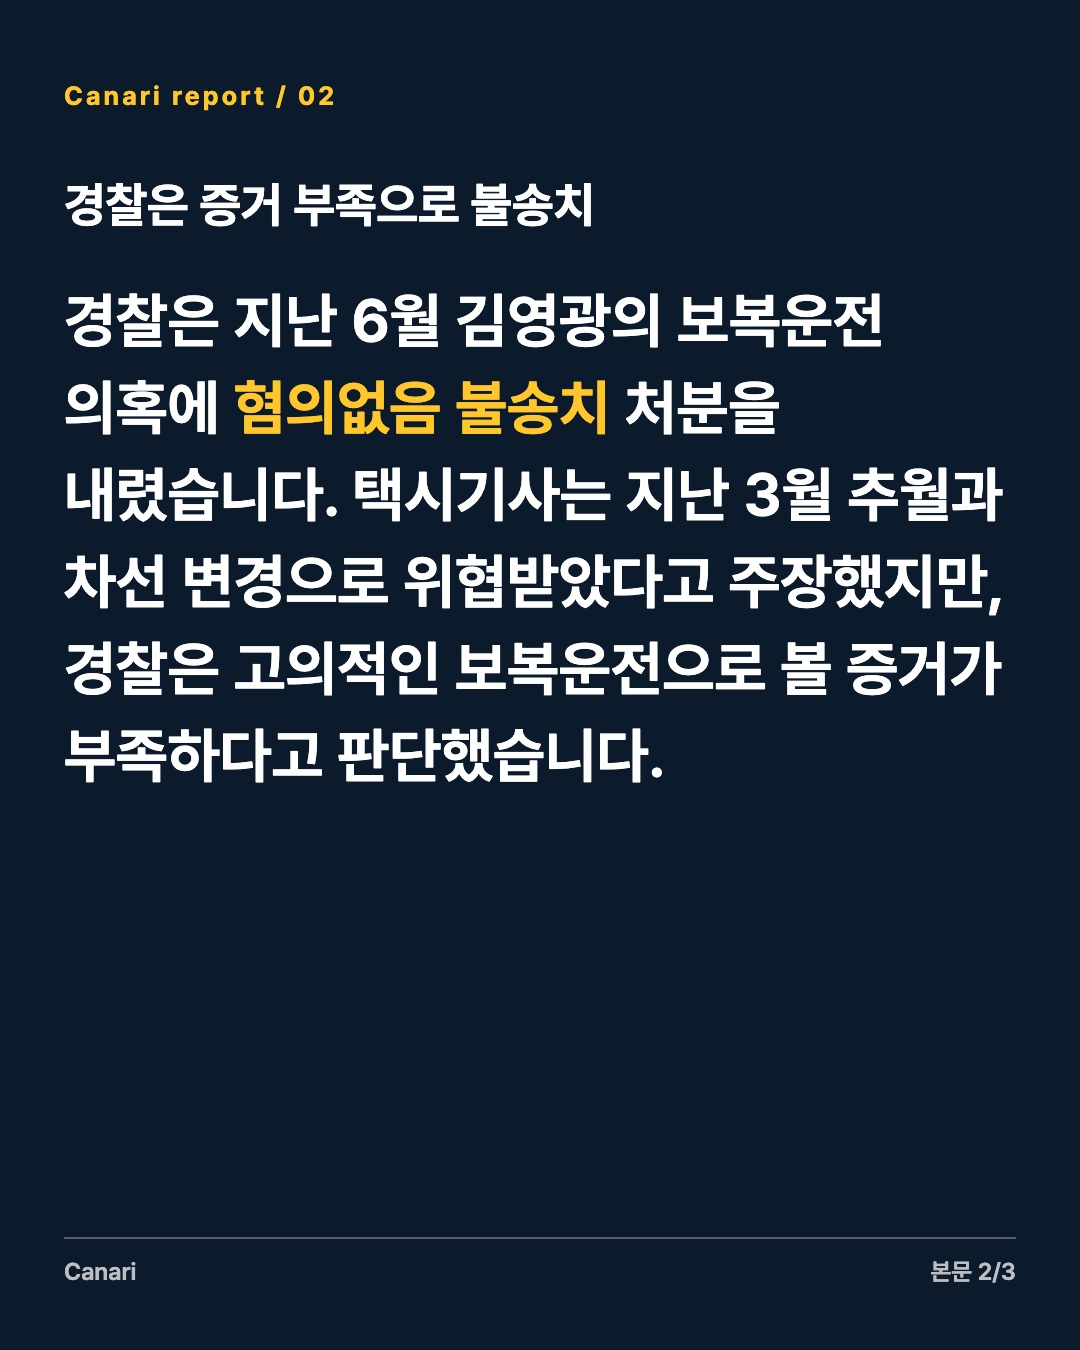 Canari report / 02
경찰은 증거 부족으로 불송치
경찰은 지난 6월 김영광의 보복운전
의혹에 혐의없음 불송치 처분을
내렸습니다. 택시기사는 지난 3월 추월과
차선 변경으로 위협받았다고 주장했지만,
경찰은 고의적인 보복운전으로 볼 증거가
부족하다고 판단했습니다.
Canari
본문 2/3